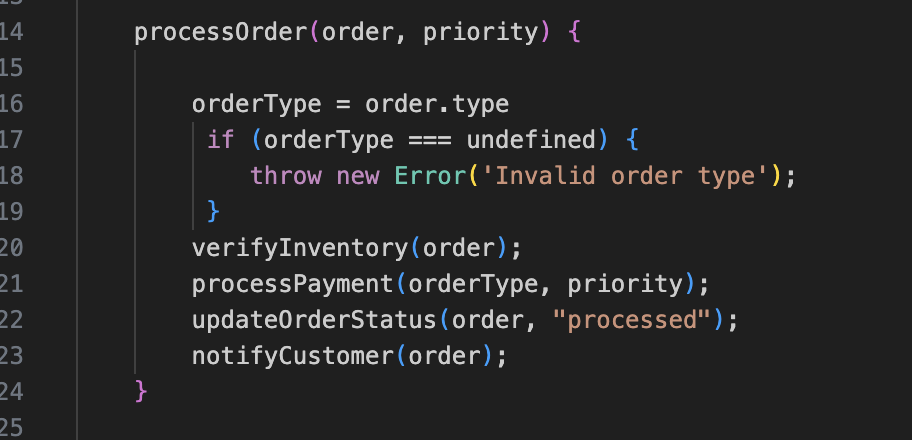 14 processOrder(order, priority) {
15
16 orderType = order.type
17 if (orderType === undefined) {
18 throw new Error('Invalid order type');
19 }
20 verifyInventory(order);
21 processPayment(orderType, priority);
22 updateOrderStatus(order, "processed");
23 notifyCustomer(order);
24 }
25